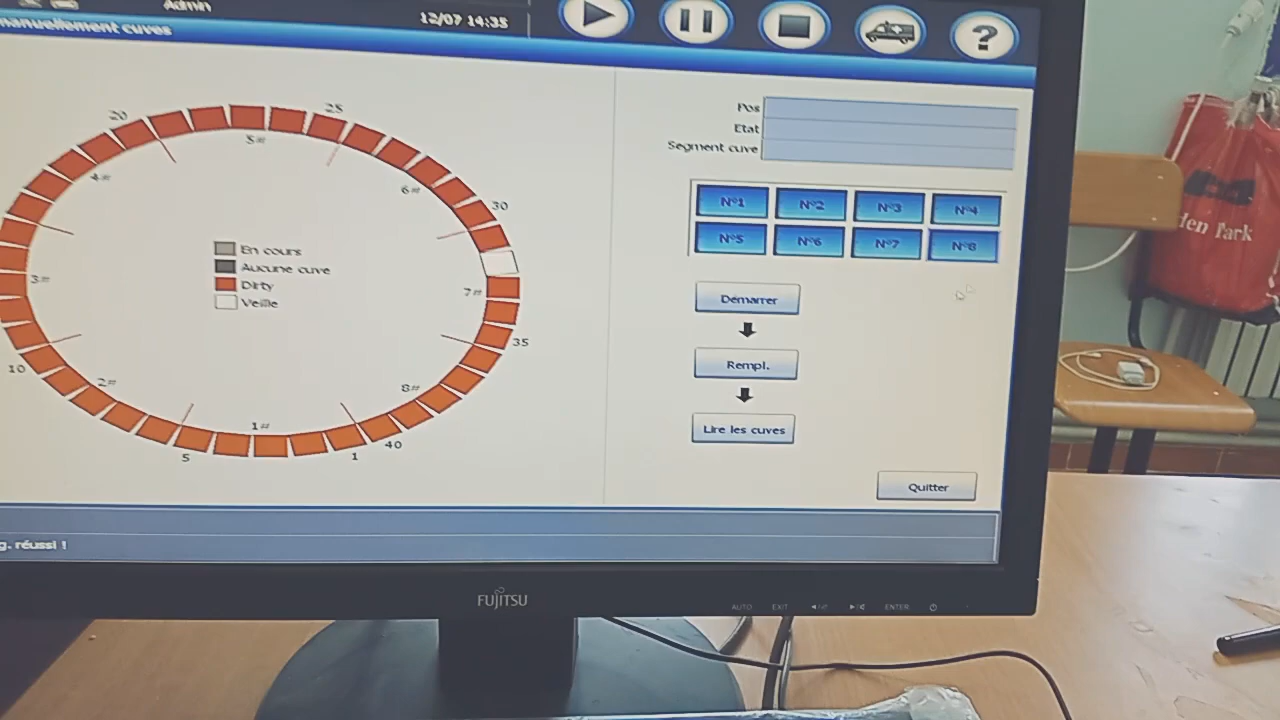 Admin
12/07 14:35
?
manuellement cuves
20
25
5#
4#
6#
30
3#
7#
En cours
Aucune cuve
Dirty
Veille
10
2#
35
8#
1#
5
1
40
Pos
Etat
Segment cuve
N°1 N°2 N°3 N°4
N°5 N°6 N°7 N°8
Démarrer
Rempl.
Lire les cuves
Quitter
g. réussi !
FUJITSU
AUTO EXIT ENTER
den Park